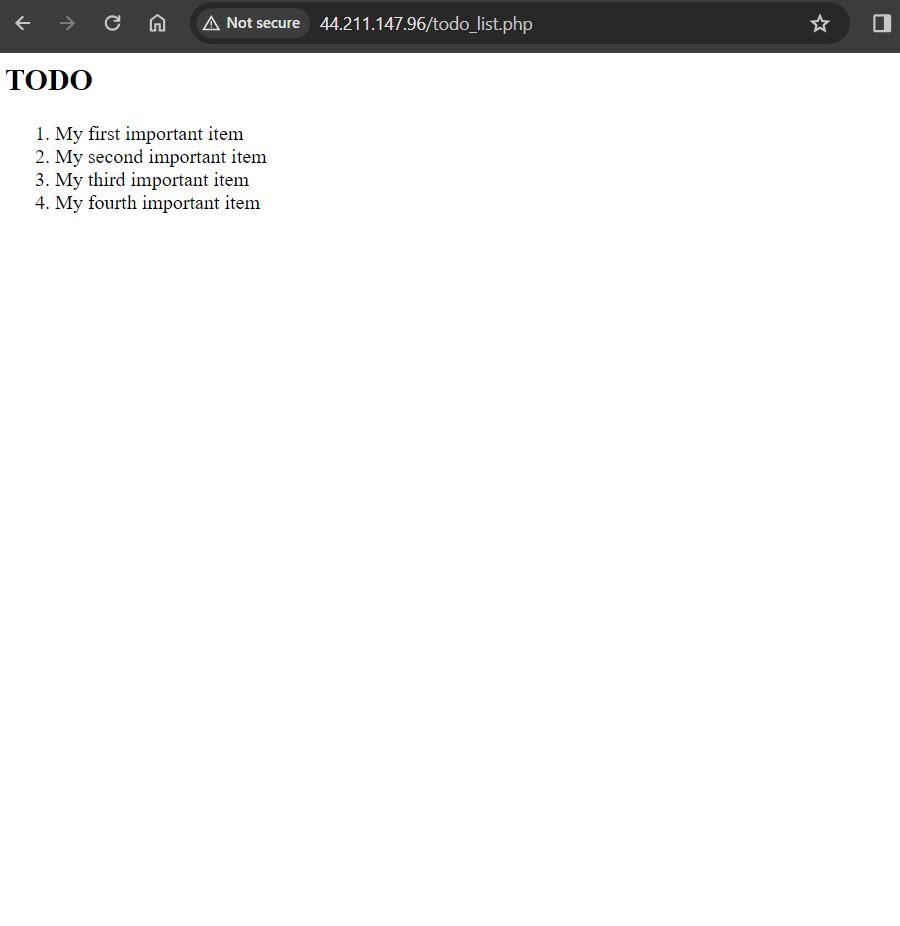 Not secure 44.211.147.96/todo_list.php
TODO
1. My first important item
2. My second important item
3. My third important item
4. My fourth important item